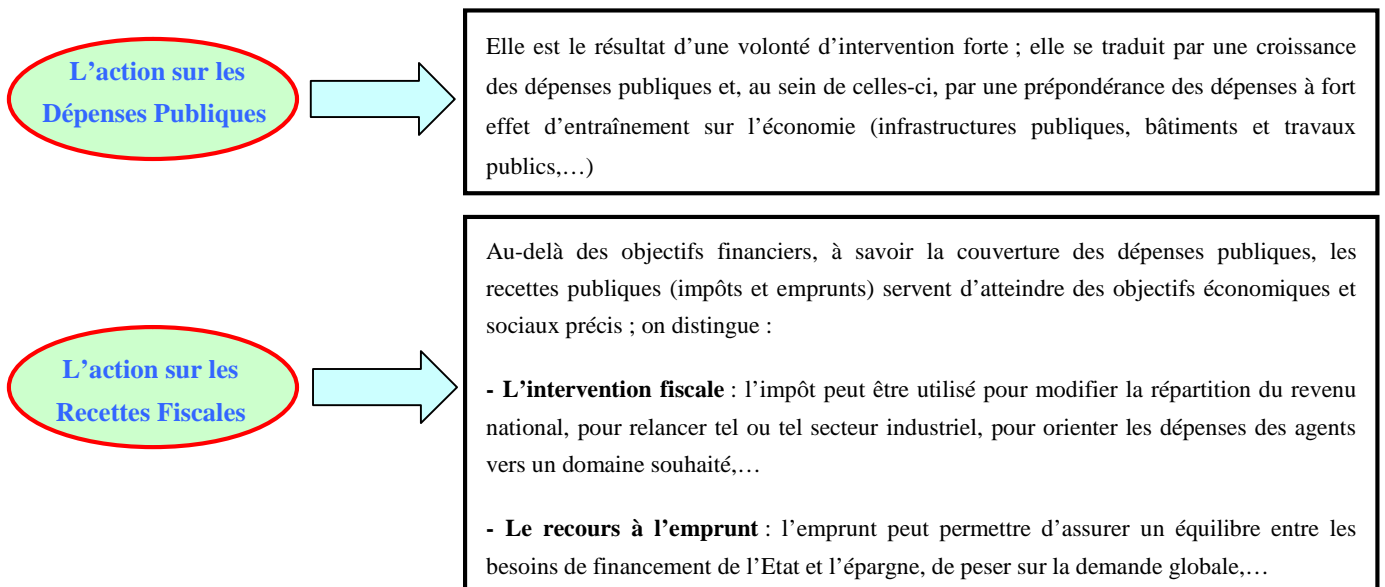 L’action sur les
Dépenses Publiques
Elle est le résultat d’une volonté d’intervention forte ; elle se traduit par une croissance
des dépenses publiques et, au sein de celles-ci, par une prépondérance des dépenses à fort
effet d’entraînement sur l’économie (infrastructures publiques, bâtiments et travaux
publics,…)
L’action sur les
Recettes Fiscales
Au-delà des objectifs financiers, à savoir la couverture des dépenses publiques, les
recettes publiques (impôts et emprunts) servent d’atteindre des objectifs économiques et
sociaux précis ; on distingue :
- L’intervention fiscale : l’impôt peut être utilisé pour modifier la répartition du revenu
national, pour relancer tel ou tel secteur industriel, pour orienter les dépenses des agents
vers un domaine souhaité,…
- Le recours à l’emprunt : l’emprunt peut permettre d’assurer un équilibre entre les
besoins de financement de l’Etat et l’épargne, de peser sur la demande globale,…